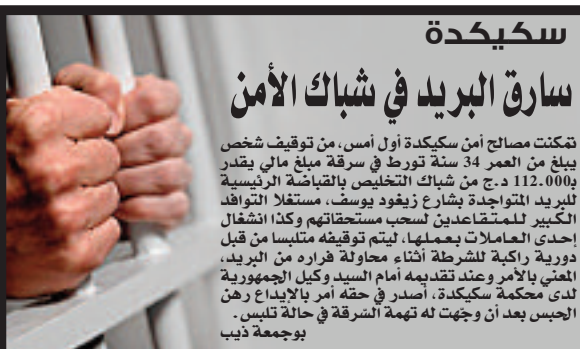 سكيكدة
سارق البريد في شباك الأمن
تمكنت مصالح أمن سكيكدة أول أمس، من توقيف شخص
يبلغ من العمر 34 سنة تورط في سرقة مبلغ مالي يقدر
بـ112.000 د.ج من شباك التخليص بالقباضة الرئيسية
للبريد المتواجدة بشارع زيغود يوسف، مستغلا التوافد
الكبير للمتقاعدين لسحب مستحقاتهم وكذا انشغال
إحدى العاملات بعملها، ليتم توقيفه متلبسا من قبل
دورية راكبة للشرطة أثناء محاولة فراره من البريد،
المعني بالأمر وعند تقديمه أمام السيد وكيل الجمهورية
لدى محكمة سكيكدة، أصدر في حقه أمر بالإيداع رهن
الحبس بعد أن وجهت له تهمة السّرقة في حالة تلبس.
بوجمعة ذيب